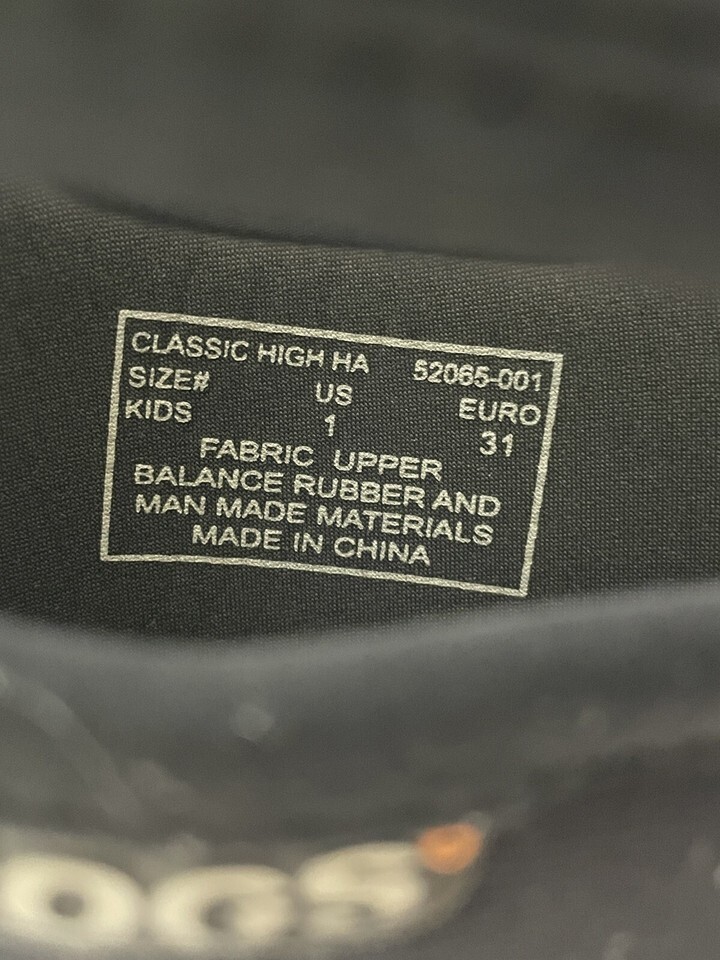 CLASSIC HIGH HA 52065-001
SIZE# US EURO
KIDS 1 31
FABRIC UPPER
BALANCE RUBBER AND
MAN MADE MATERIALS
MADE IN CHINA
OGS